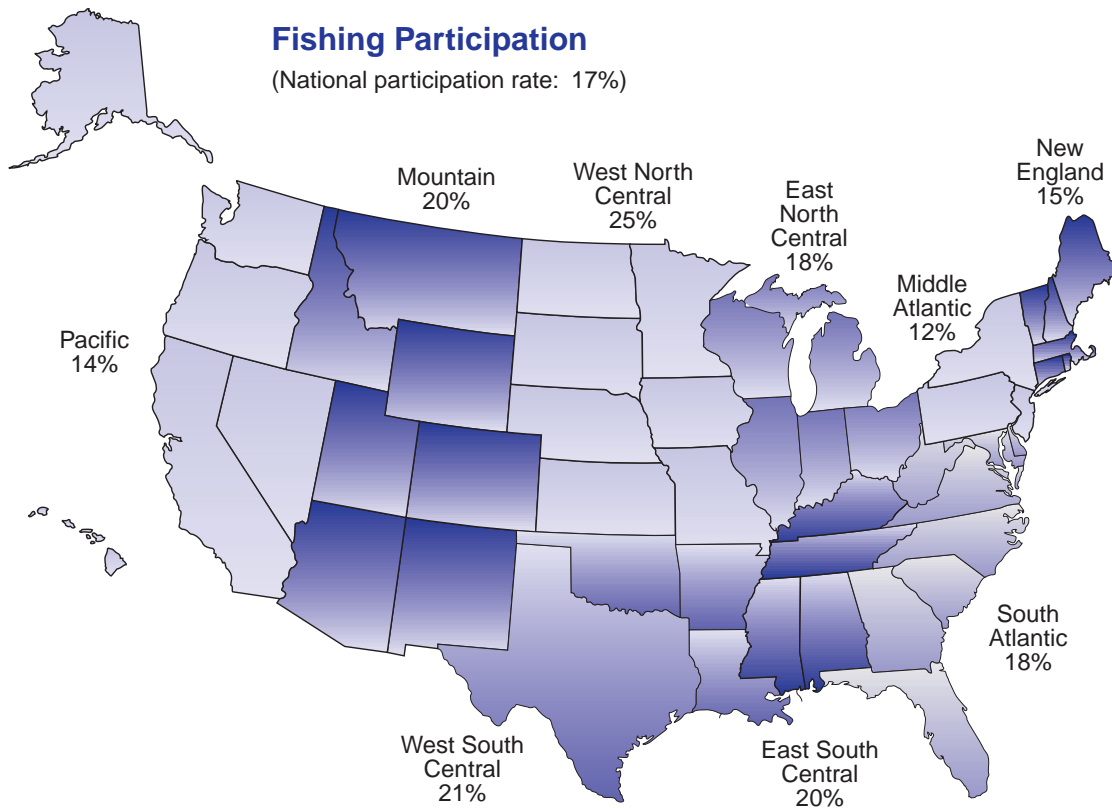 Fishing Participation
(National participation rate:  17%)
Mountain
20%
West North
Central
25%
East
North
Central
18%
New
England
15%
Middle
Atlantic
12%
Pacific
14%
South
Atlantic
18%
West South
Central
21%
East South
Central
20%